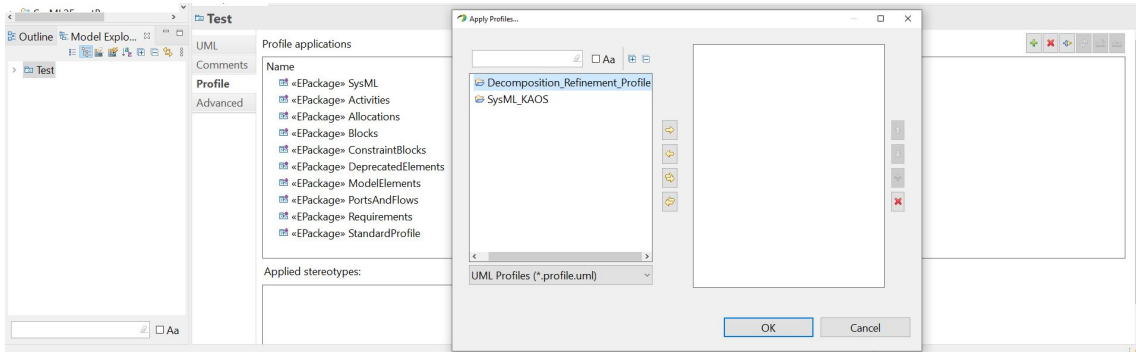 Test
Outline
Model Explo...
Test
Aa
UML
Comments
Profile
Advanced
Profile applications
Name
«EPackage» SysML
«EPackage» Activities
«EPackage» Allocations
«EPackage» Blocks
«EPackage» ConstraintBlocks
«EPackage» DeprecatedElements
«EPackage» ModelElements
«EPackage» PortsAndFlows
«EPackage» Requirements
«EPackage» StandardProfile
Applied stereotypes:
Apply Profiles...
Aa
Decomposition_Refinement_Profile
SysML_KAOS
UML Profiles (*.profile.uml)
OK
Cancel